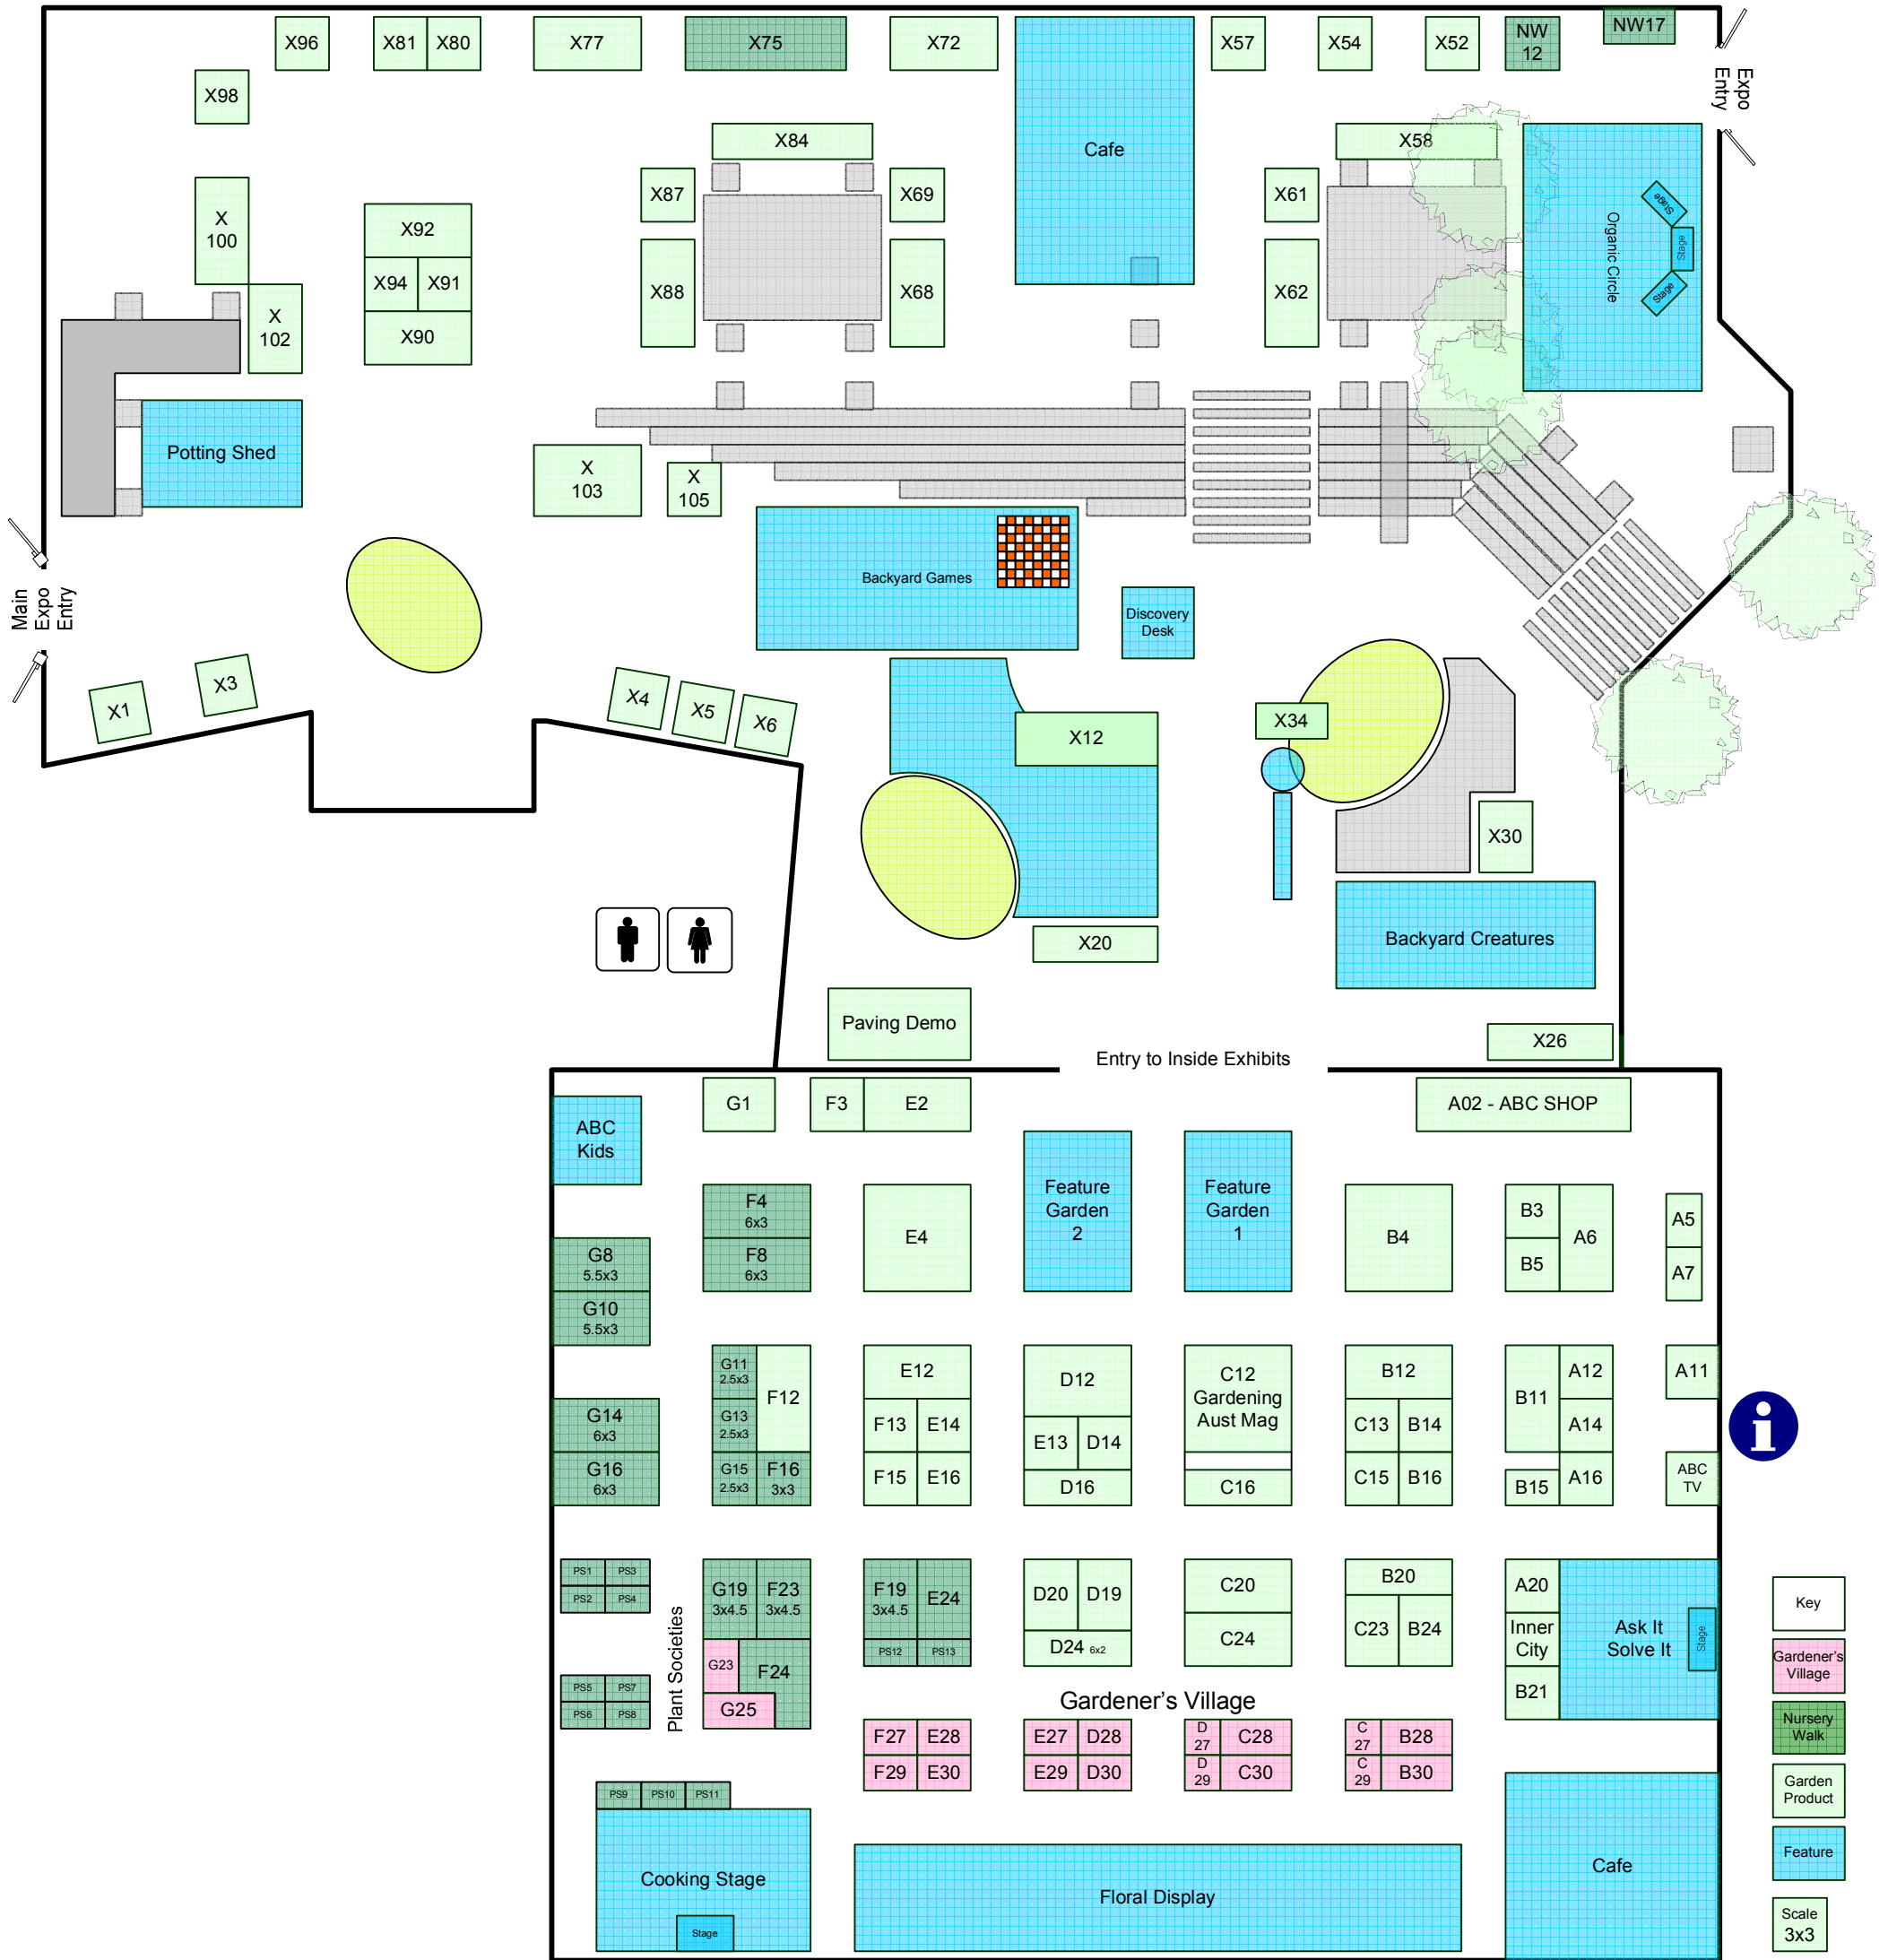 X96
X81
X80
X77
X75
X72
X57
X54
X52
NW
12
NW17
Expo
Entry
X98
X84
Cafe
X58
X87
X69
X61
X
100
X92
X94
X91
X90
X88
X68
X62
Organic Circle
Stage
Stage
Stage
X
102
Potting Shed
X
103
X
105
Backyard Games
Discovery
Desk
Main
Expo
Entry
X1
X3
X4
X5
X6
X12
X34
X30
X20
Backyard Creatures
Paving Demo
X26
Entry to Inside Exhibits
ABC
Kids
G1
F3
E2
A02 - ABC SHOP
F4
6x3
F8
6x3
E4
Feature
Garden
2
Feature
Garden
1
B4
B3
B5
A6
A5
A7
G8
5.5x3
G10
5.5x3
G11
2.5x3
G13
2.5x3
G15
2.5x3
F12
F16
3x3
G14
6x3
G16
6x3
E12
F13
E14
F15
E16
D12
E13
D14
D16
C12
Gardening
Aust Mag
C16
B12
C13
B14
C15
B16
B11
B15
A12
A14
A16
A11
ABC
TV
i
PS1
PS3
PS2
PS4
PS5
PS7
PS6
PS8
Plant Societies
G19
3x4.5
F23
3x4.5
G23
F24
G25
F19
3x4.5
E24
PS12
PS13
D20
D19
D24 6x2
C20
C24
B20
C23
B24
A20
Inner
City
B21
Ask It
Solve It
Stage
Gardener's Village
F27
E28
F29
E30
E27
D28
E29
D30
D
27
C28
D
29
C30
C
27
B28
C
29
B30
PS9
PS10
PS11
Cooking Stage
Stage
Floral Display
Cafe
Key
Gardener's
Village
Nursery
Walk
Garden
Product
Feature
Scale
3x3